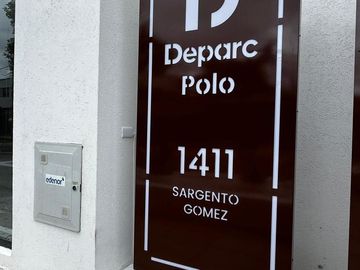 Deparc
Polo
1411
SARGENTO
GOMEZ
edenor